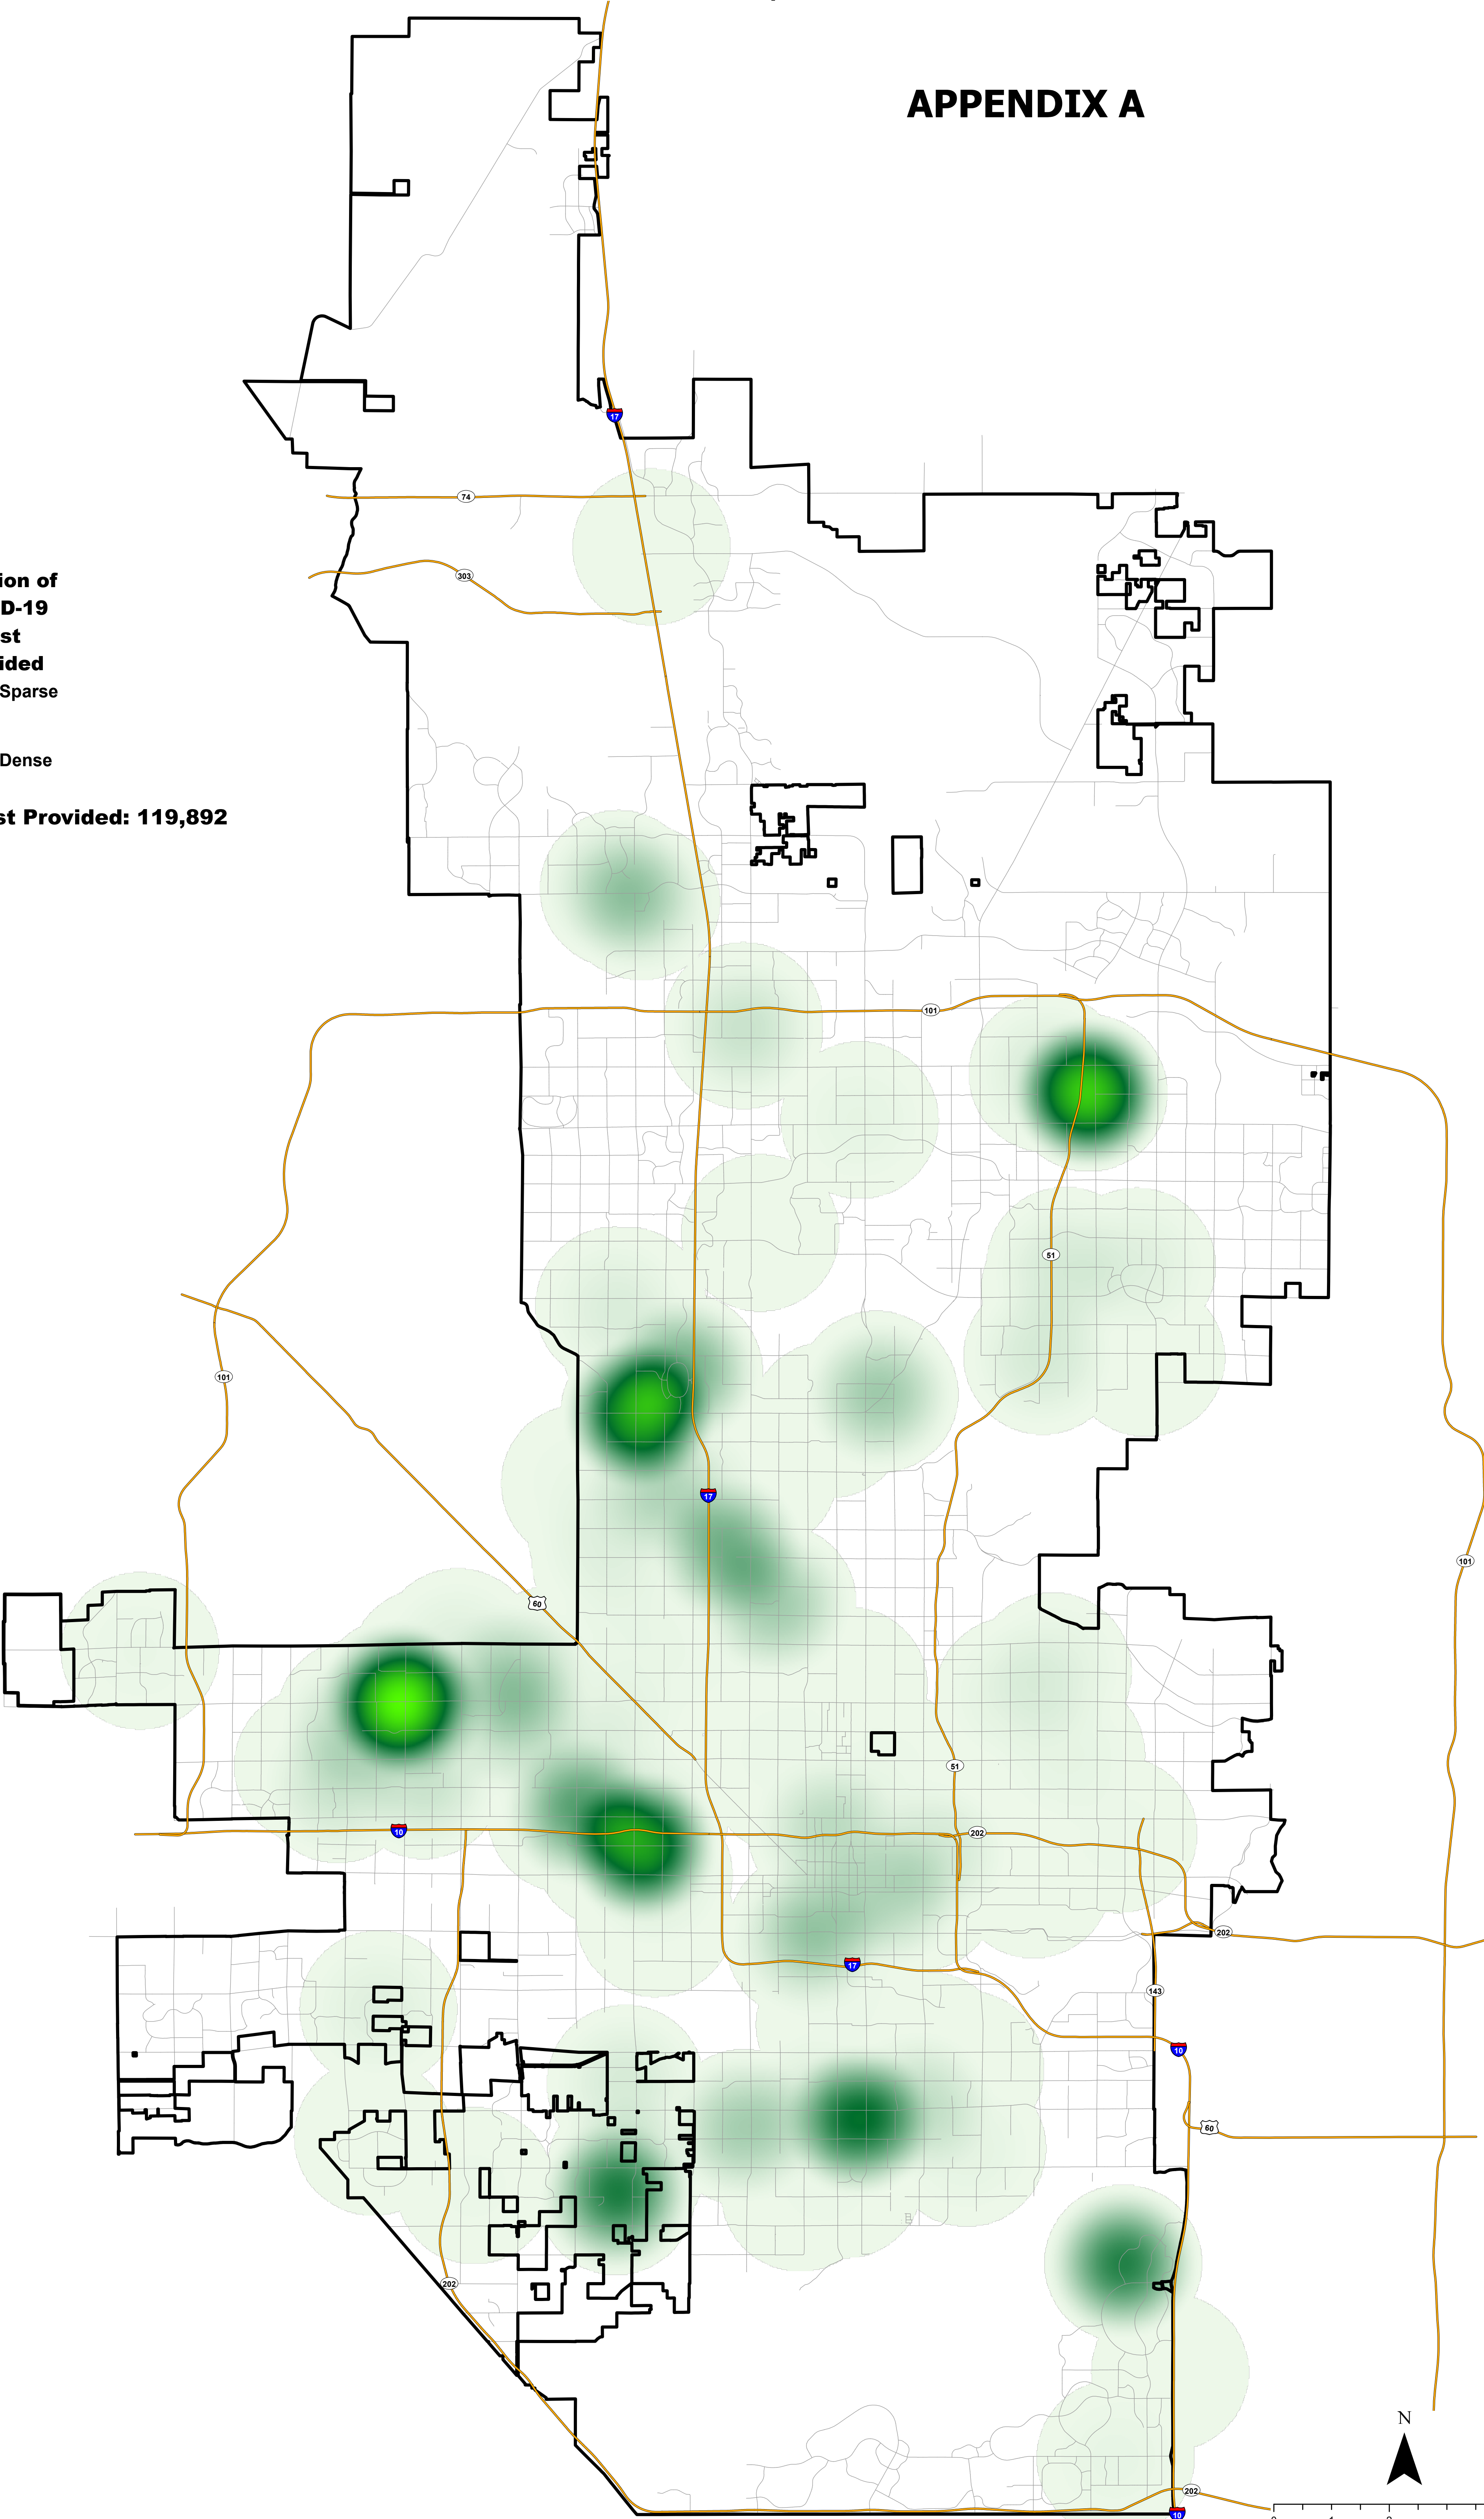 APPENDIX A
17
74
303
ion of
D-19
st
ided
Sparse
Dense
st Provided: 119,892
101
51
101
17
101
60
51
10
202
202
17
143
10
60
202
N
202
10